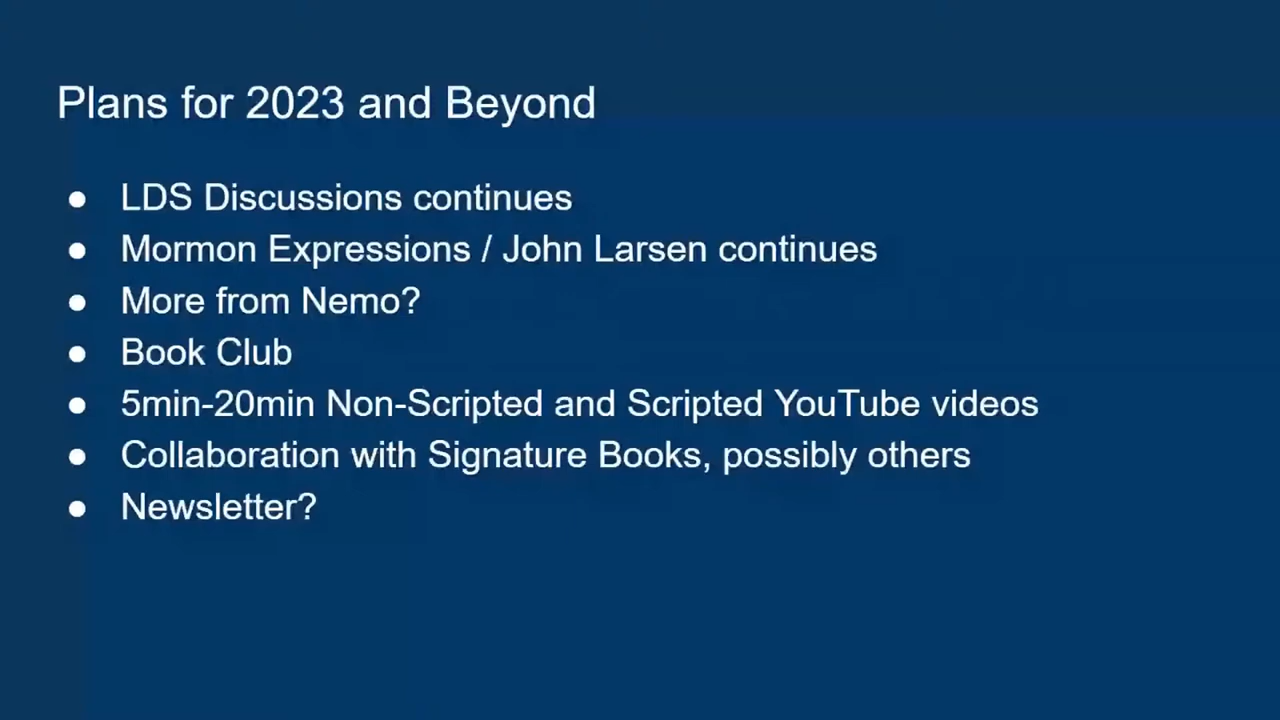 Plans for 2023 and Beyond
● LDS Discussions continues
● Mormon Expressions / John Larsen continues
● More from Nemo?
● Book Club
● 5min-20min Non-Scripted and Scripted YouTube videos
● Collaboration with Signature Books, possibly others
● Newsletter?